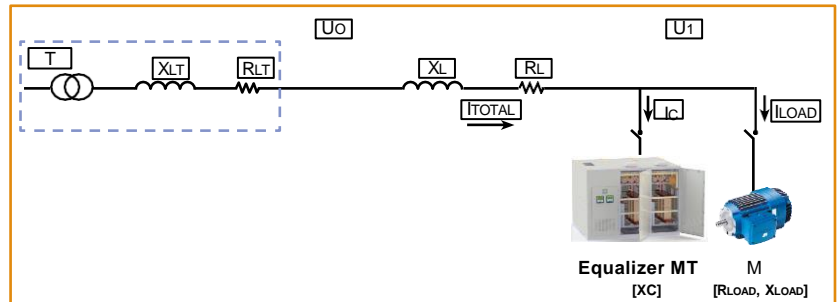 UO U1
T XLT RLT XL RL
ITOTAL IC ILOAD
Equalizer MT M
[XC] [RLOAD, XLOAD]